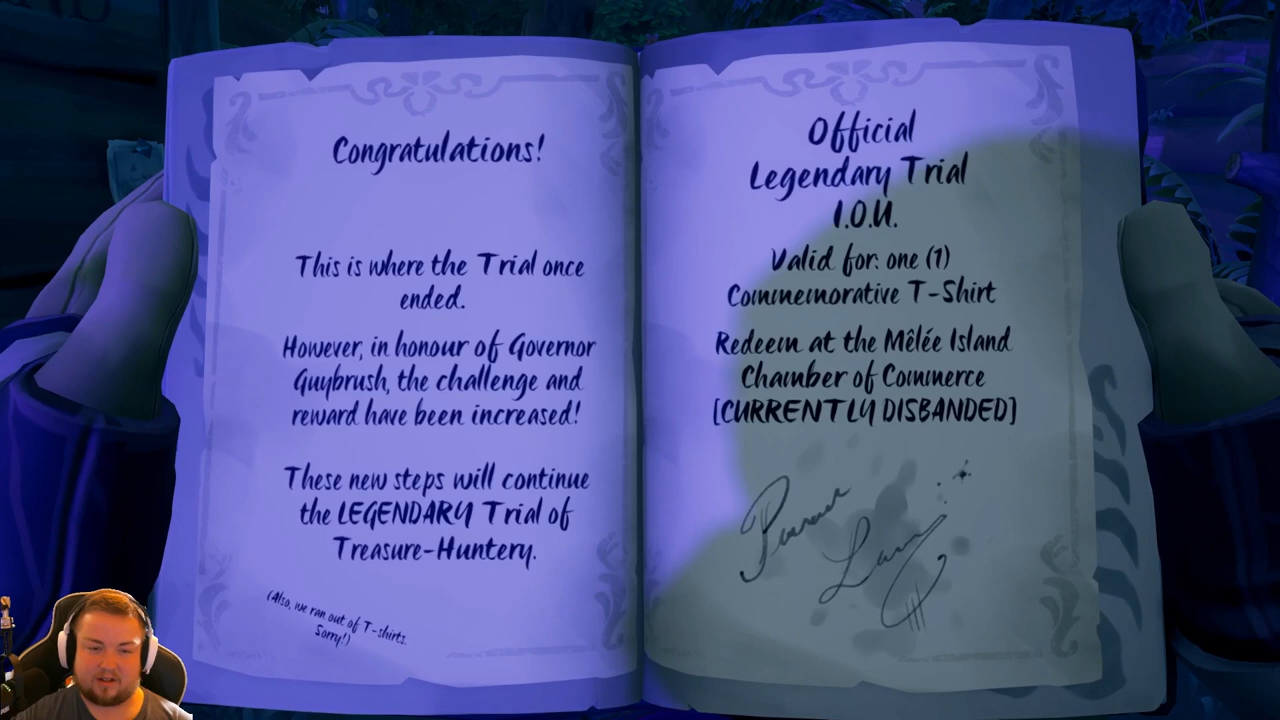 Congratulations!
This is where the Trial once
ended.
However, in honour of Governor
Guybrush, the challenge and
reward have been increased!
These new steps will continue
the LEGENDARY Trial of
Treasure-Huntery.
(Also, we ran out of T-shirts.
Sorry!)
Official
Legendary Trial
I.O.U.
Valid for: one (1)
Commemorative T-Shirt
Redeem at the Mêlée Island
Chamber of Commerce
[CURRENTLY DISBANDED]